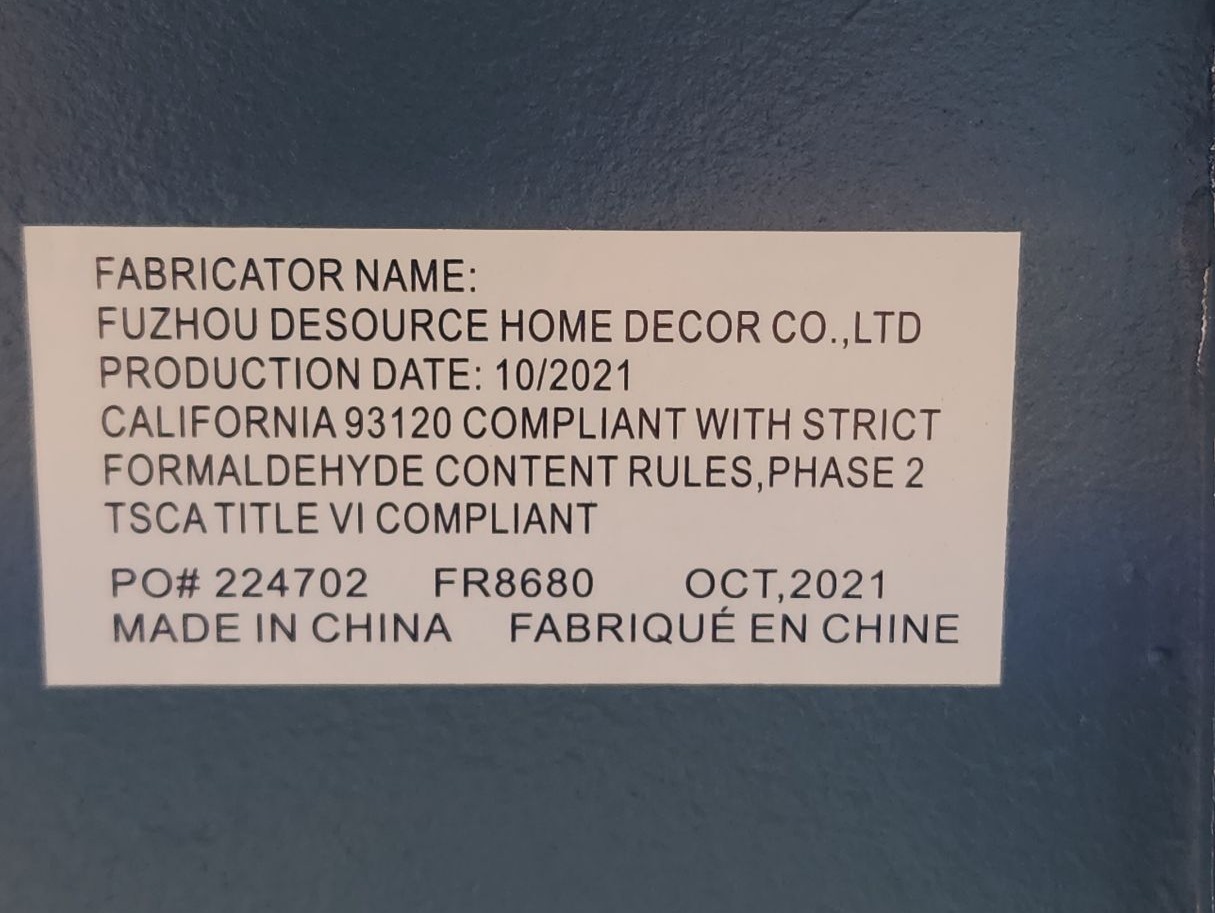 FABRICATOR NAME:
FUZHOU DESOURCE HOME DECOR CO.,LTD
PRODUCTION DATE: 10/2021
CALIFORNIA 93120 COMPLIANT WITH STRICT
FORMALDEHYDE CONTENT RULES,PHASE 2
TSCA TITLE VI COMPLIANT
PO# 224702 FR8680 OCT,2021
MADE IN CHINA FABRIQUÉ EN CHINE